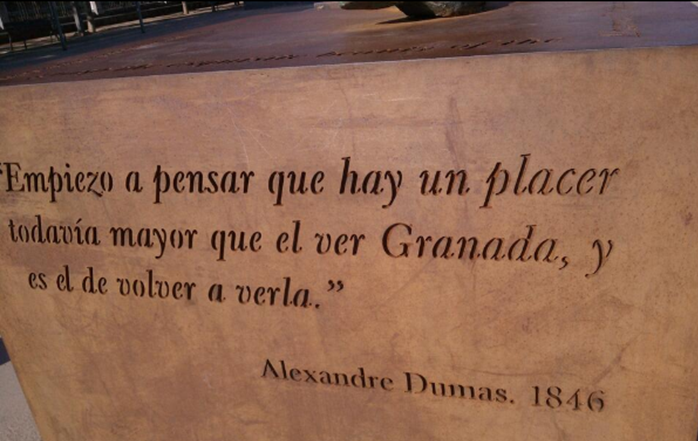 “Empiezo a pensar que hay un placer
todavía mayor que el ver Granada, y
es el de volver a verla.”
Alexandre Dumas. 1846